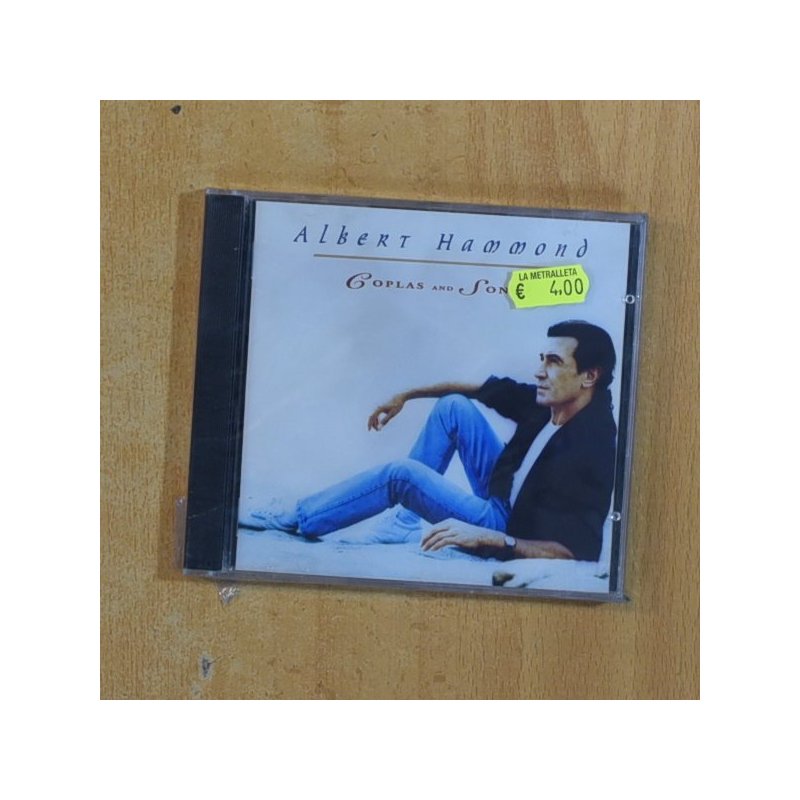 Albert Hammond
Coplas and Son
LA METRALLETA
€ 4,00